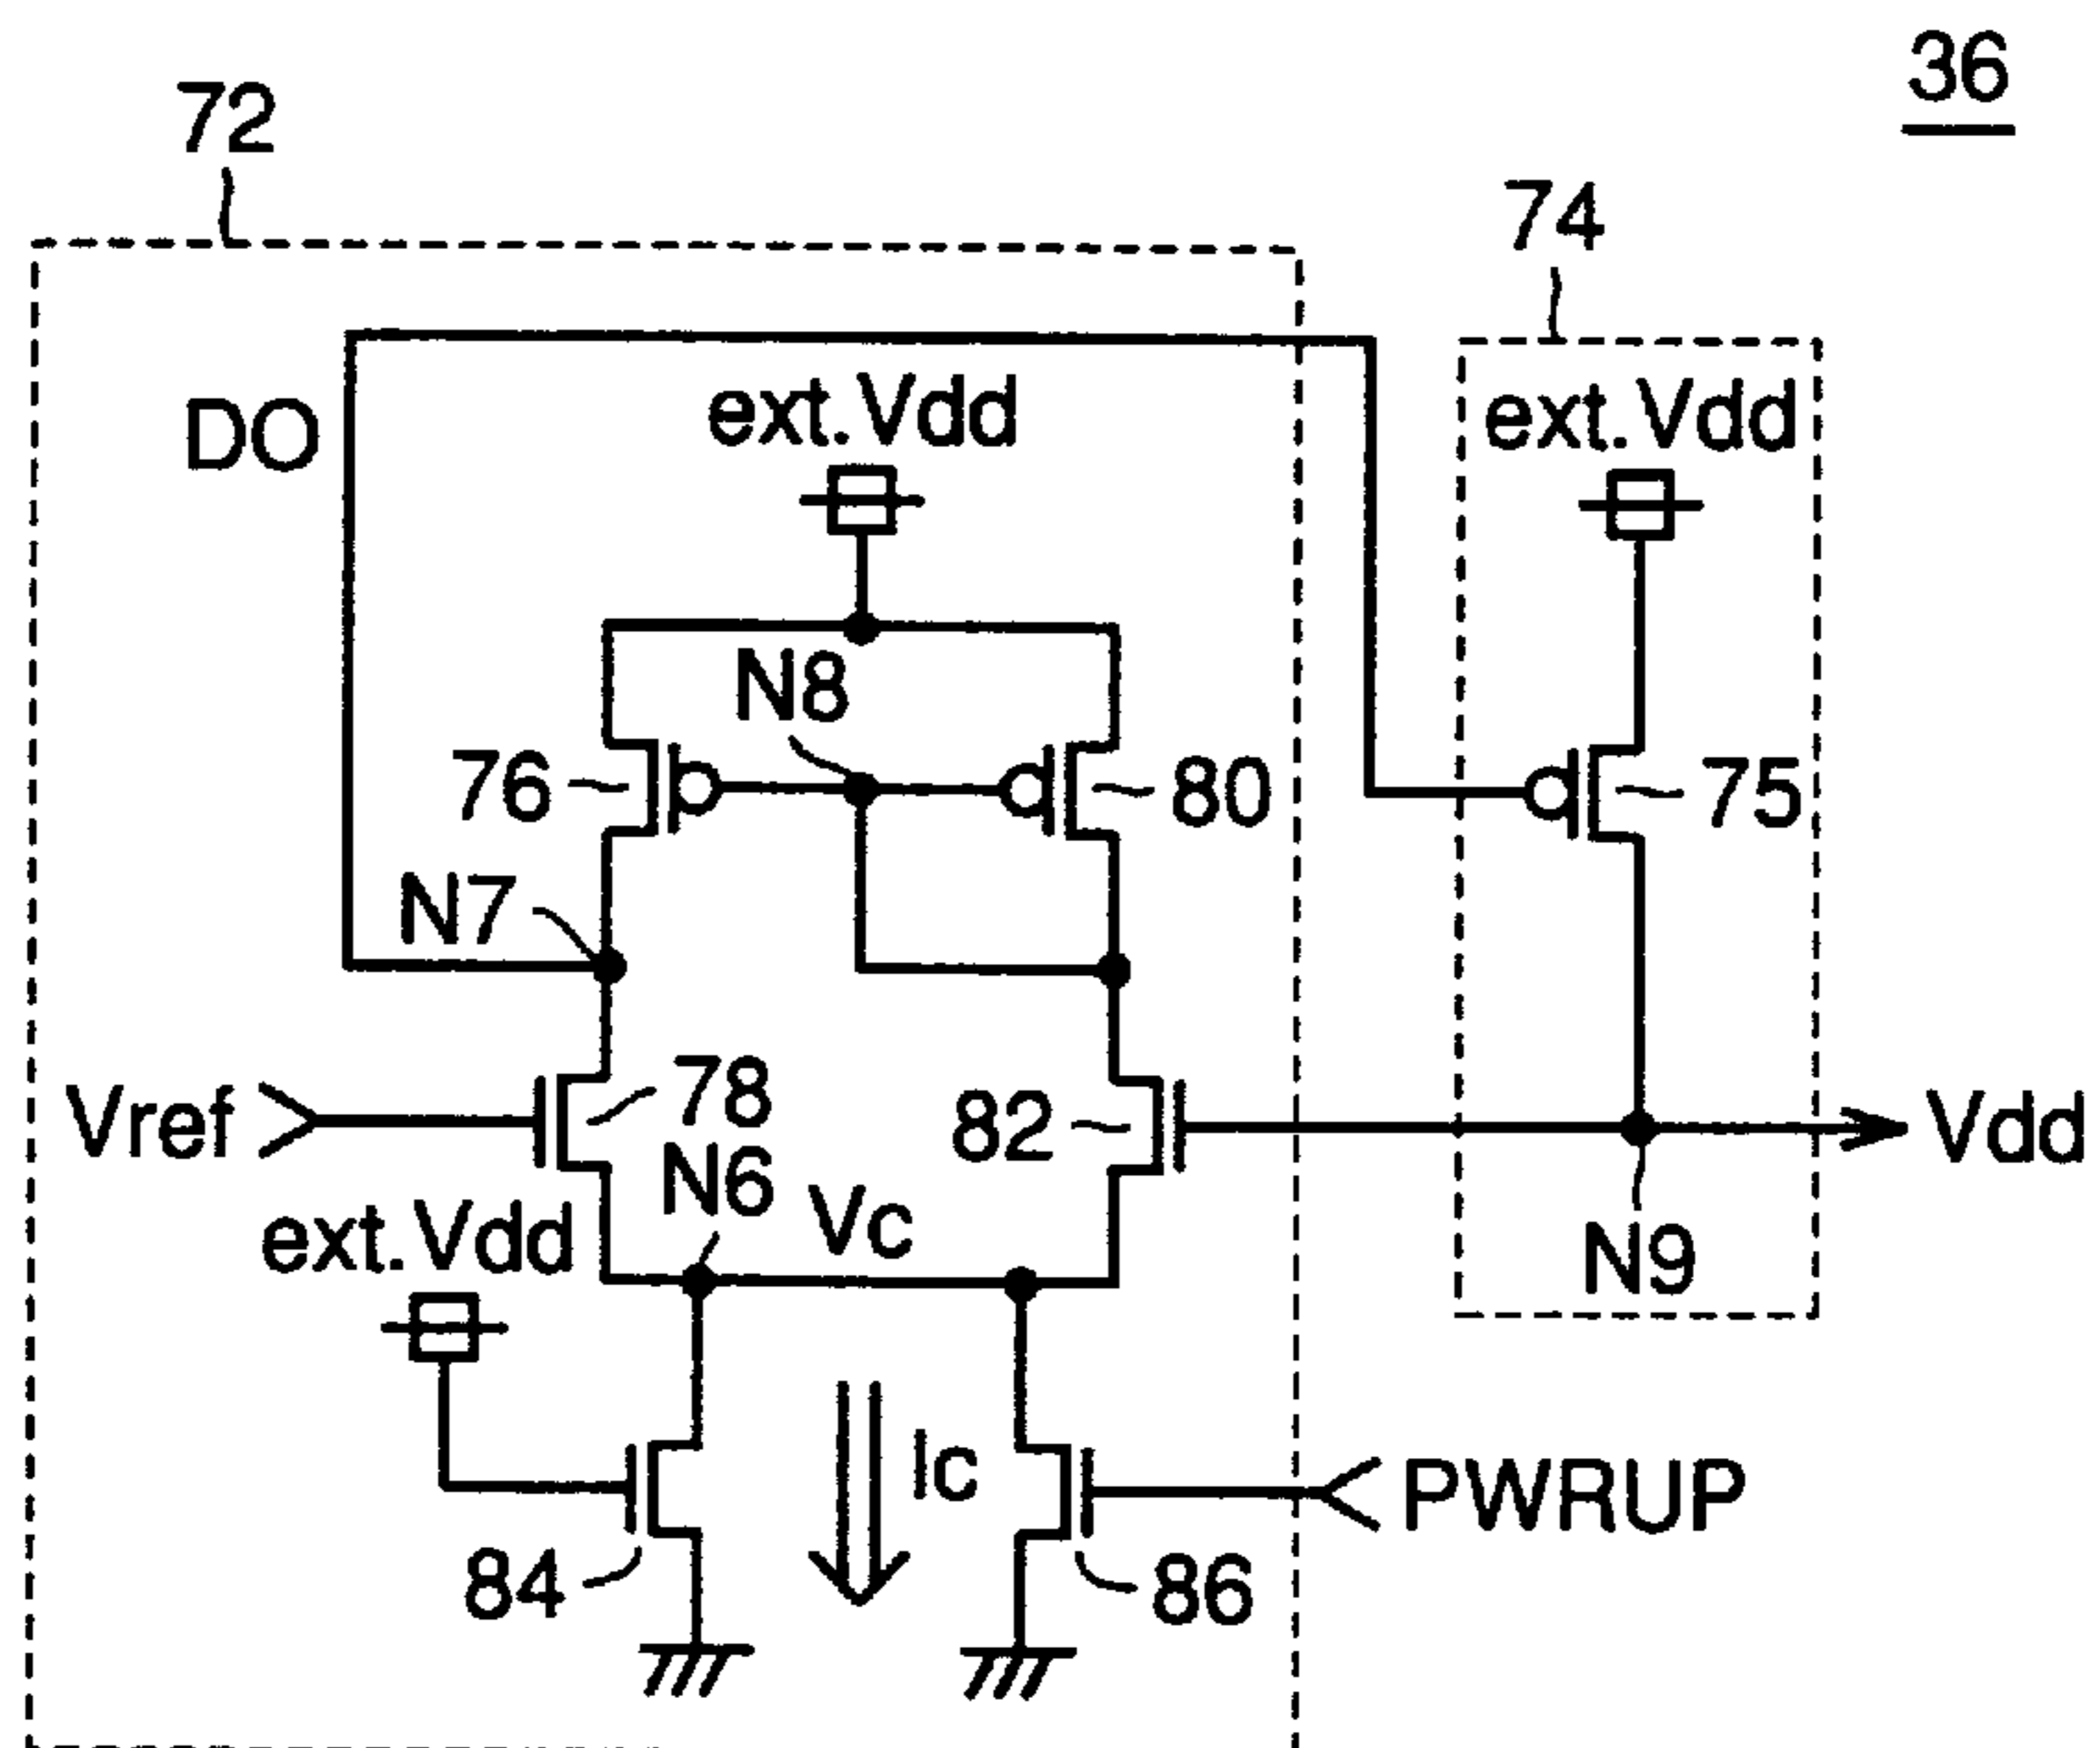 36
72
74
DO
ext.Vdd
ext.Vdd
N8
76
80
75
N7
Vref
78
82
Vdd
N6
Vc
ext.Vdd
N9
Ic
PWRUP
84
86